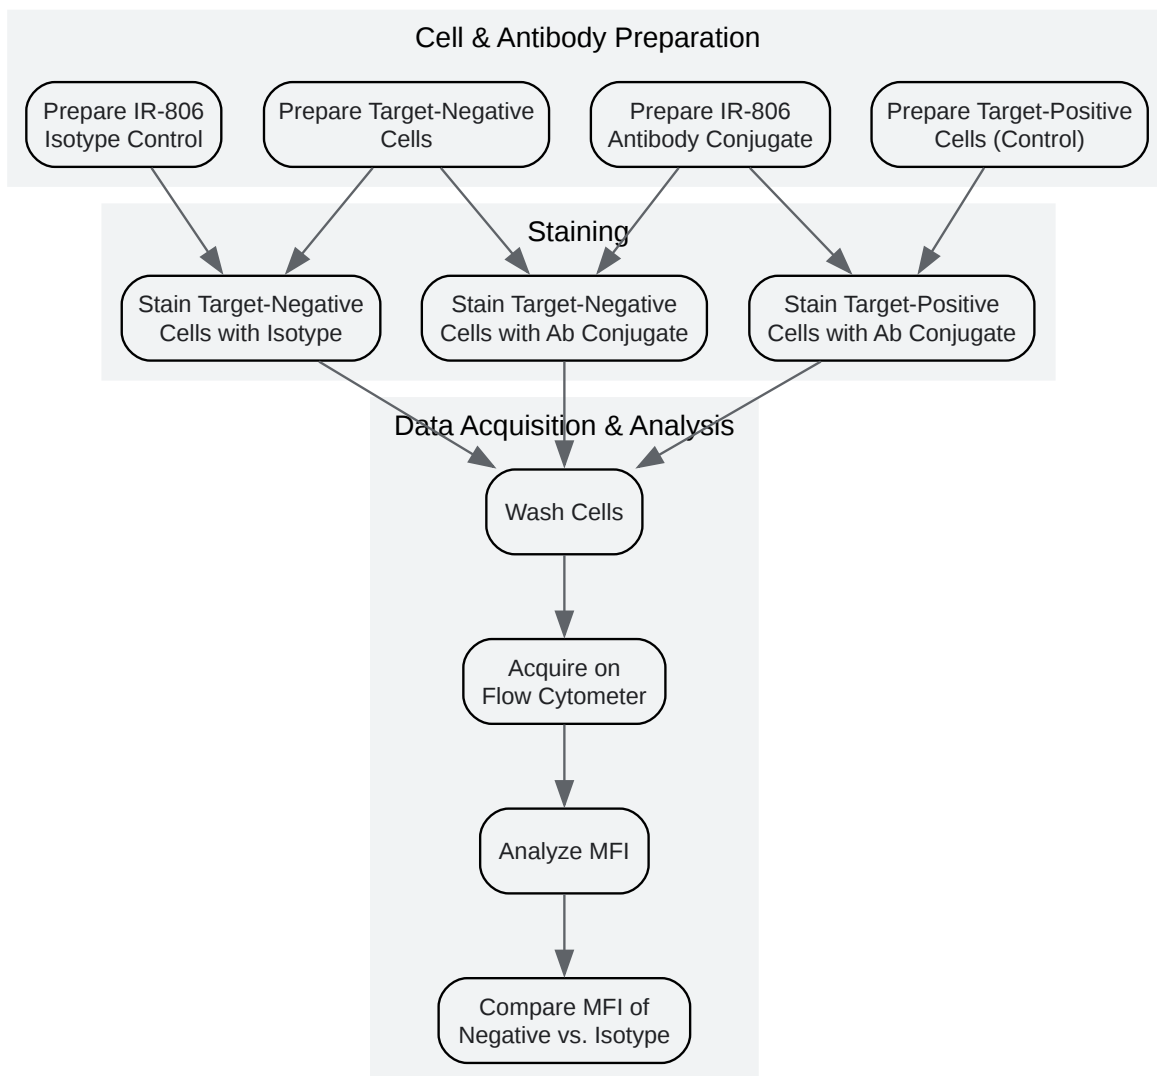 Cell & Antibody Preparation
Prepare IR-806
Isotype Control
Prepare Target-Negative
Cells
Prepare IR-806
Antibody Conjugate
Prepare Target-Positive
Cells (Control)
Staining
Stain Target-Negative
Cells with Isotype
Stain Target-Negative
Cells with Ab Conjugate
Stain Target-Positive
Cells with Ab Conjugate
Data Acquisition & Analysis
Wash Cells
Acquire on
Flow Cytometer
Analyze MFI
Compare MFI of
Negative vs. Isotype